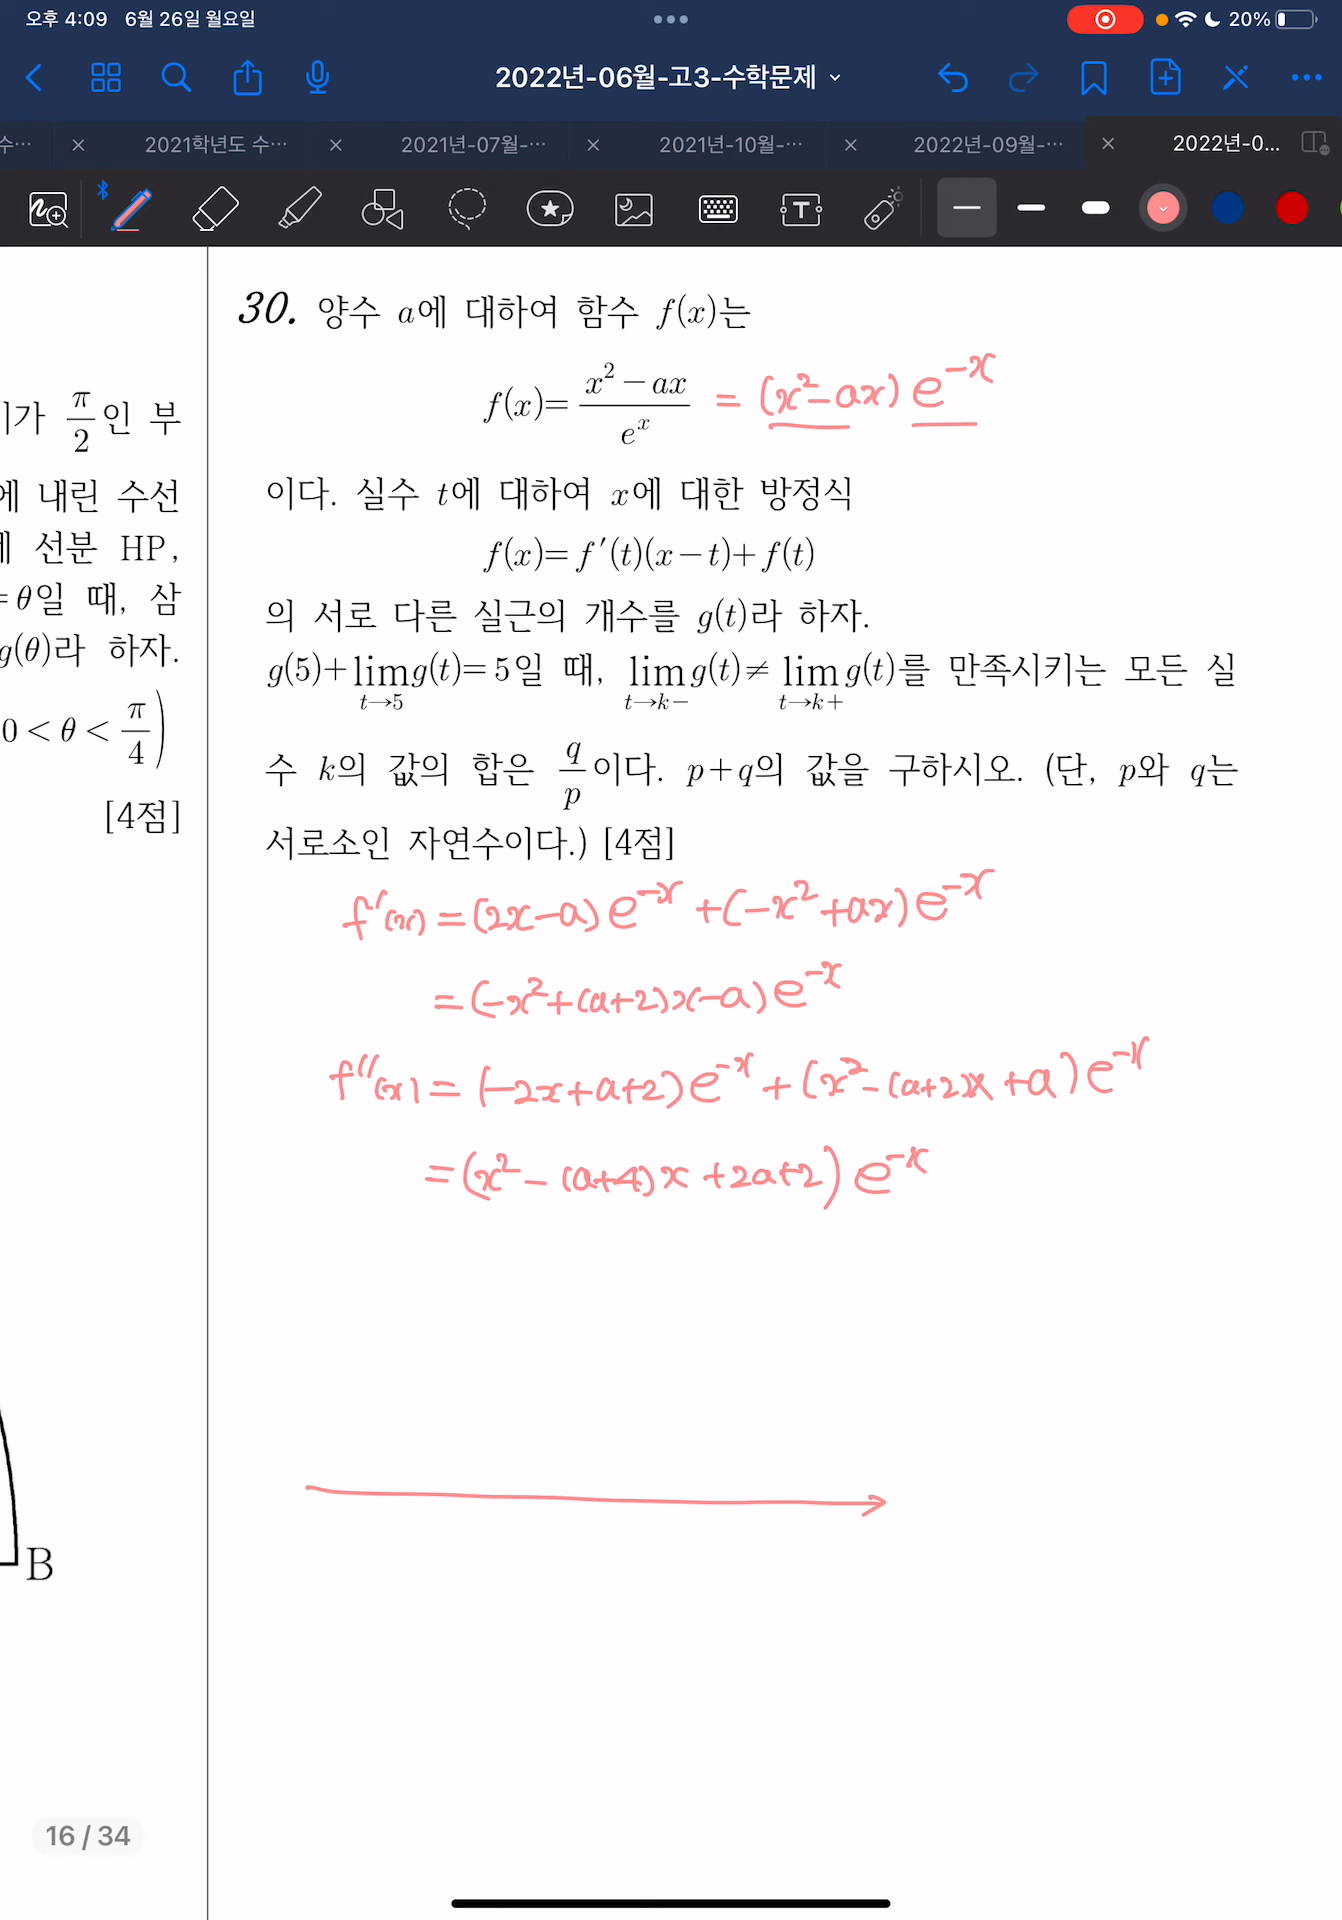 오후 4:09 6월 26일 월요일
20%
2022년-06월-고3-수학문제
수… × 2021학년도 수… × 2021년-07월-… × 2021년-10월-… × 2022년-09월-… × 2022년-0...
30. 양수 a에 대하여 함수 f(x)는
f(x)=(x²-ax)/e^x = (x²-ax)e^(-x)
이다. 실수 t에 대하여 x에 대한 방정식
f(x)=f′(t)(x-t)+f(t)
의 서로 다른 실근의 개수를 g(t)라 하자.
g(5)+lim_(t→5) g(t)=5일 때, lim_(t→k-) g(t)≠lim_(t→k+) g(t)를 만족시키는 모든 실
수 k의 값의 합은 q/p이다. p+q의 값을 구하시오. (단, p와 q는
서로소인 자연수이다.) [4점]
f′(x)=(2x-a)e^(-x)+(-x²+ax)e^(-x)
=(-x²+(a+2)x-a)e^(-x)
f″(x)=(-2x+a+2)e^(-x)+(x²-(a+2)x+a)e^(-x)
=(x²-(a+4)x+2a+2)e^(-x)
가 π/2인 부
에 내린 수선
선분 HP,
=θ일 때, 삼
g(θ)라 하자.
0<θ<π/4)
[4점]
B
16 / 34